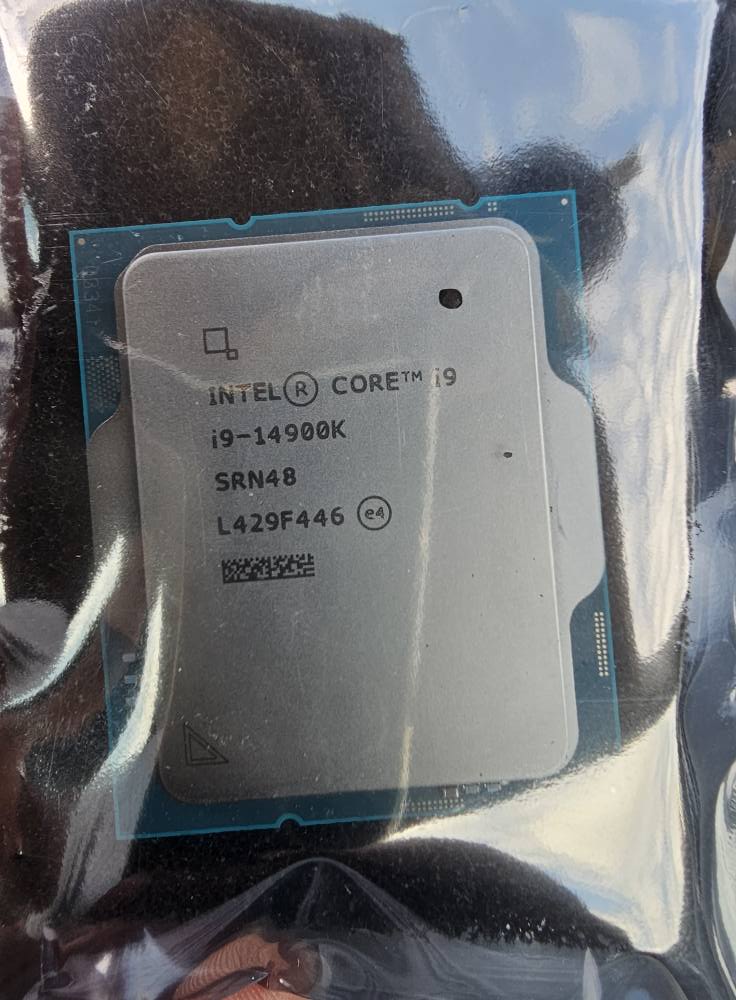 INTEL® CORE™ i9
i9-14900K
SRN48
L429F446 e4